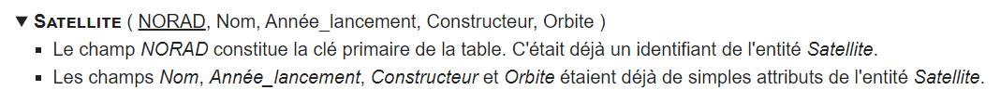 ▼ SATELLITE ( NORAD, Nom, Année_lancement, Constructeur, Orbite )
▪ Le champ NORAD constitue la clé primaire de la table. C'était déjà un identifiant de l'entité Satellite.
▪ Les champs Nom, Année_lancement, Constructeur et Orbite étaient déjà de simples attributs de l'entité Satellite.